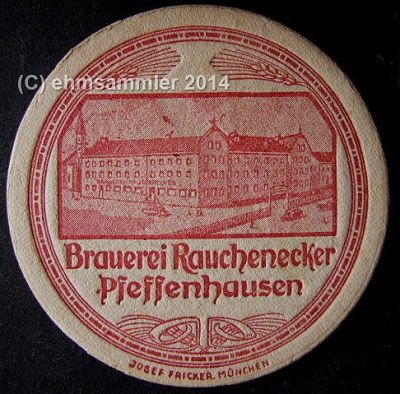 (C) ehmsammler 2014
Brauerei Rauchenecker
Pfeffenhausen
JOSEF FRICKER. MÜNCHEN